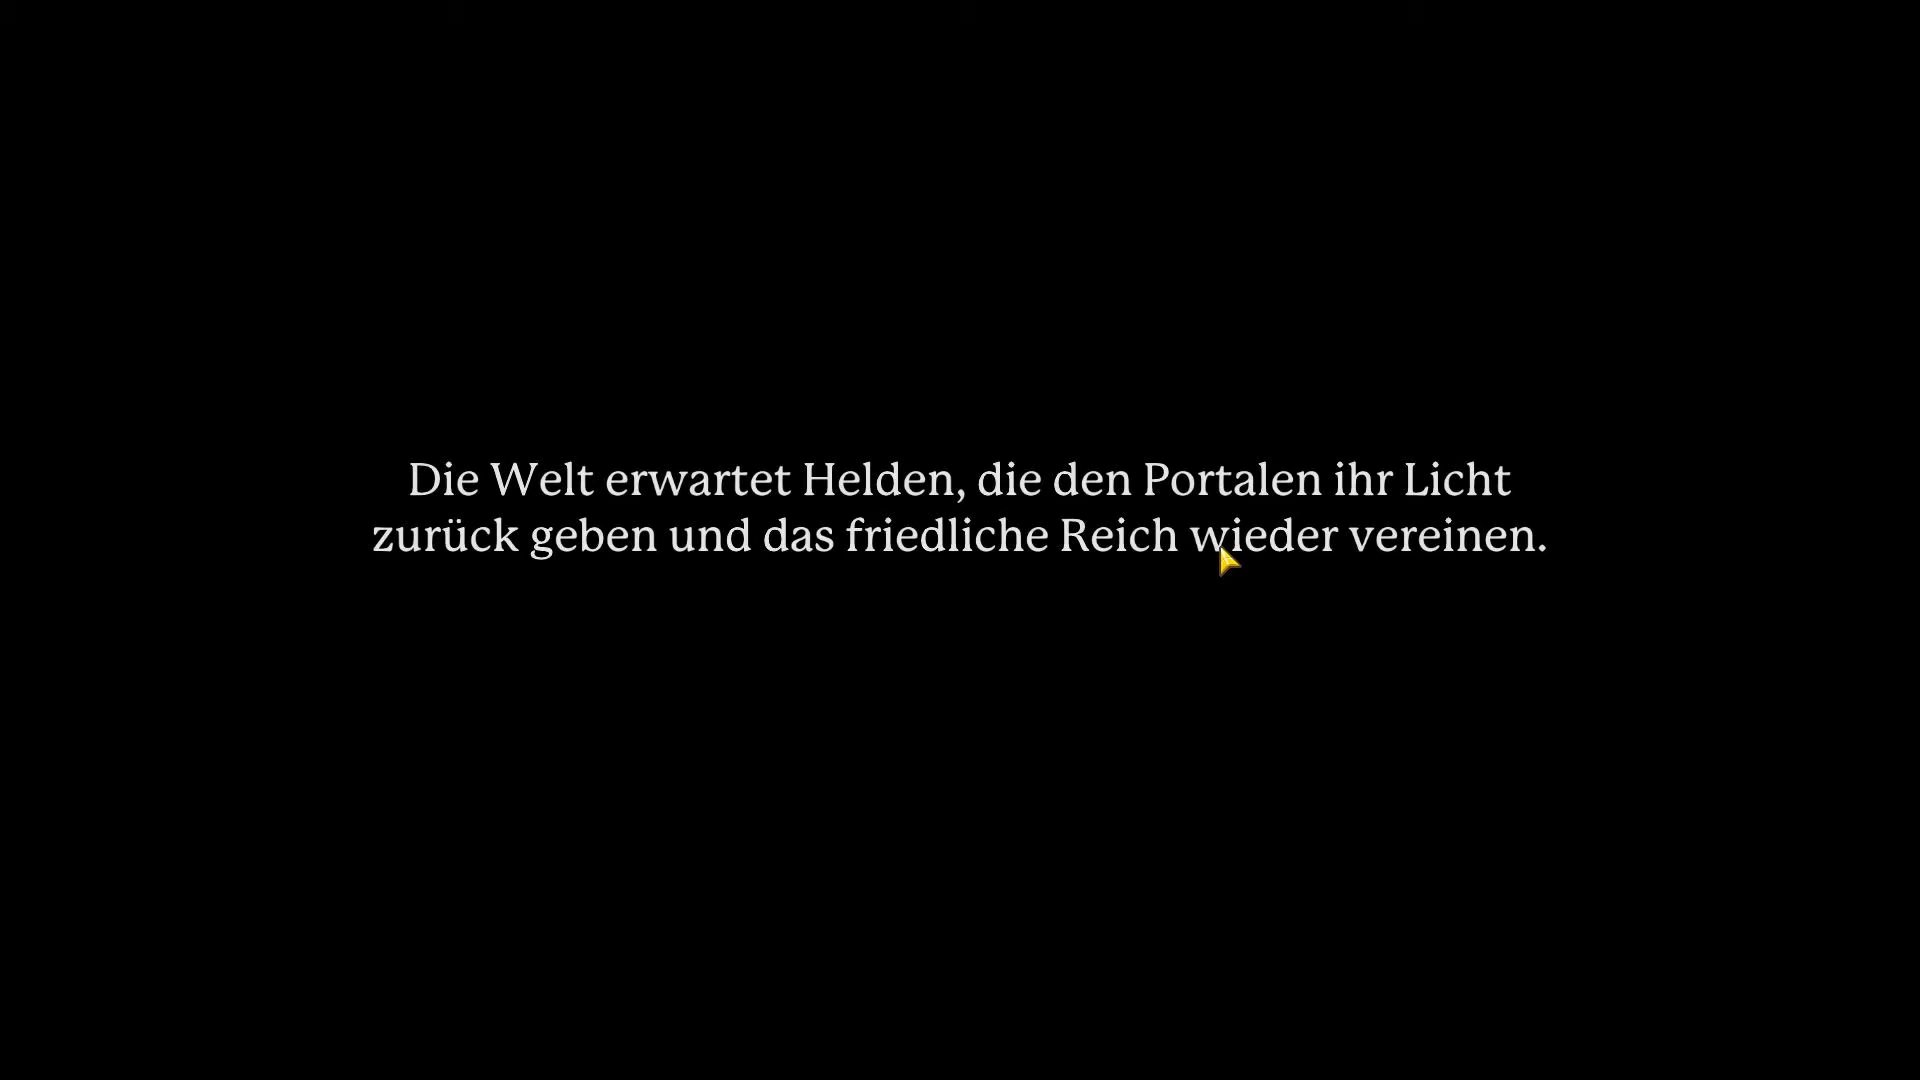 Die Welt erwartet Helden, die den Portalen ihr Licht
zurück geben und das friedliche Reich wieder vereinen.